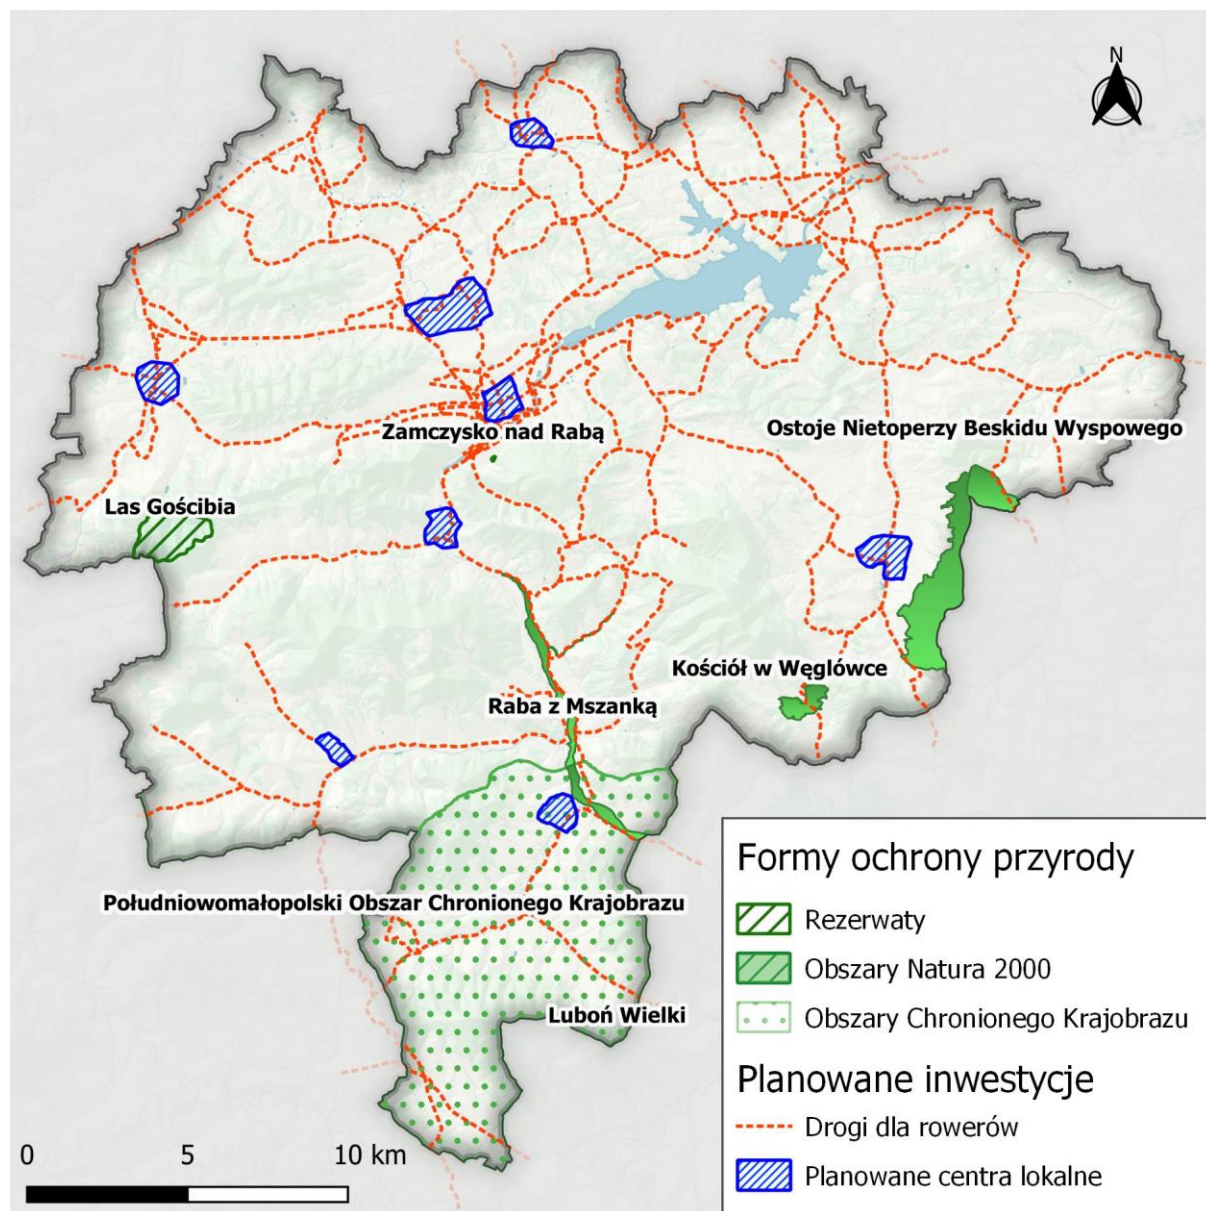 N
Zamczysko nad Rabą
Ostoje Nietoperzy Beskidu Wyspowego
Las Gościbia
Kościół w Węglówce
Raba z Mszanką
Południowomałopolski Obszar Chronionego Krajobrazu
Luboń Wielki
Formy ochrony przyrody
Rezerwaty
Obszary Natura 2000
Obszary Chronionego Krajobrazu
Planowane inwestycje
Drogi dla rowerów
Planowane centra lokalne
0 5 10 km